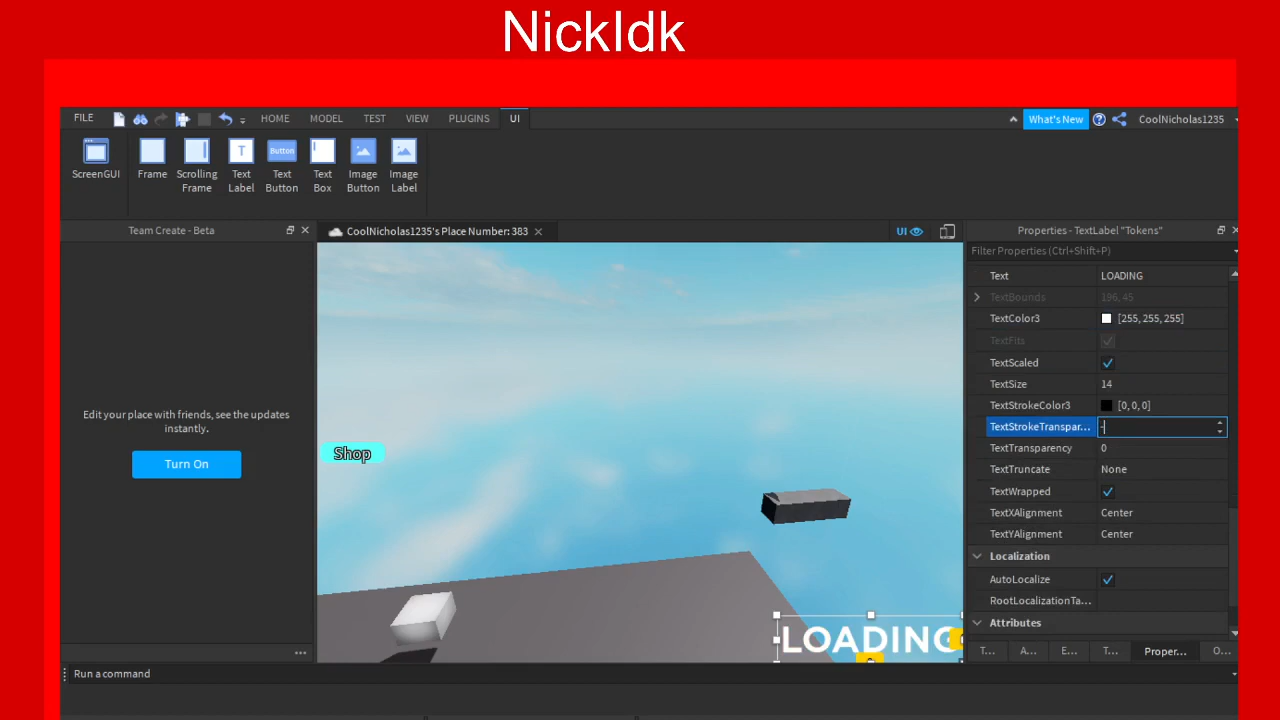 NickIdk
FILE HOME MODEL TEST VIEW PLUGINS UI What's New CoolNicholas1235
ScreenGUI Frame Scrolling Frame Text Label Text Button Text Box Image Button Image Label
Button
T
Team Create - Beta
CoolNicholas1235's Place Number: 383
UI
Properties - TextLabel "Tokens"
Filter Properties (Ctrl+Shift+P)
Text LOADING
TextBounds 196, 45
TextColor3 [255, 255, 255]
TextFits
TextScaled
TextSize 14
TextStrokeColor3 [0, 0, 0]
TextStrokeTranspar... -
TextTransparency 0
TextTruncate None
TextWrapped
TextXAlignment Center
TextYAlignment Center
Localization
AutoLocalize
RootLocalizationTa...
Attributes
Edit your place with friends, see the updates
instantly.
Turn On
Shop
LOADING
T... A... E... T... Proper... O...
Run a command